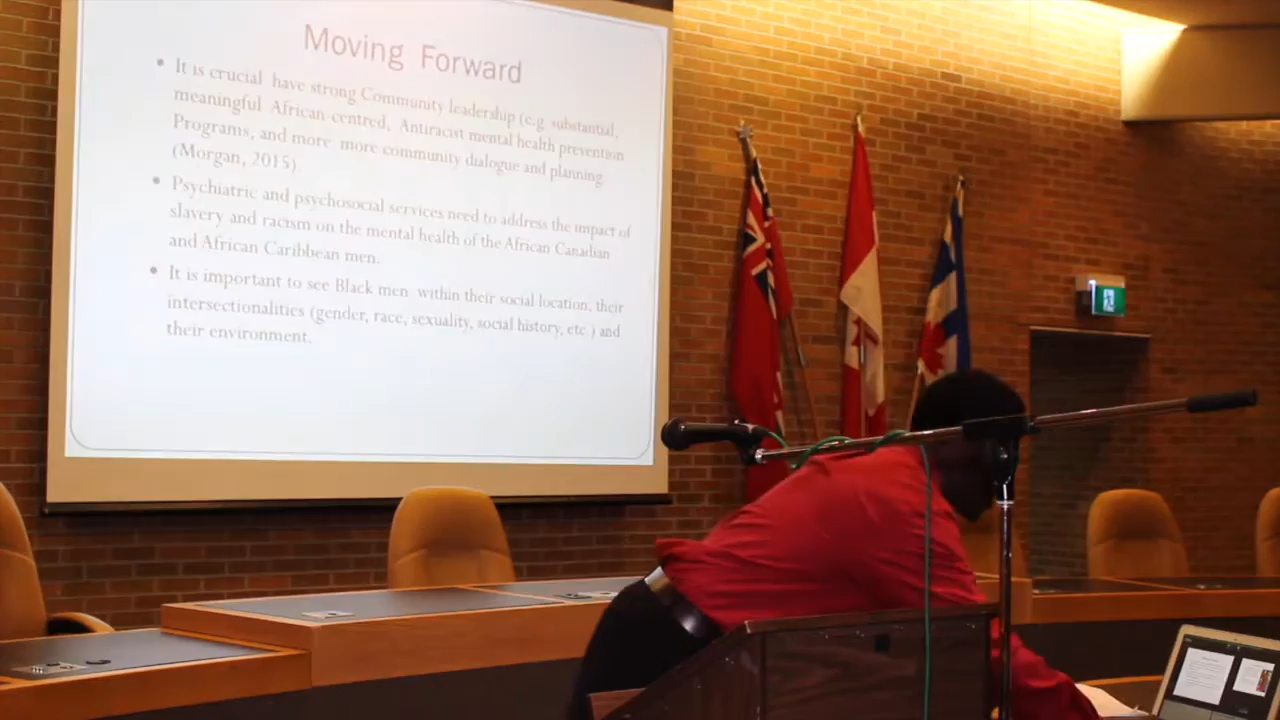 Moving Forward
• It is crucial have strong Community leadership (e.g. substantial,
meaningful African-centred, Antiracist mental health prevention
Programs, and more more community dialogue and planning
(Morgan, 2015).
• Psychiatric and psychosocial services need to address the impact of
slavery and racism on the mental health of the African Canadian
and African Caribbean men.
• It is important to see Black men within their social location, their
intersectionalities (gender, race, sexuality, social history, etc.) and
their environment.